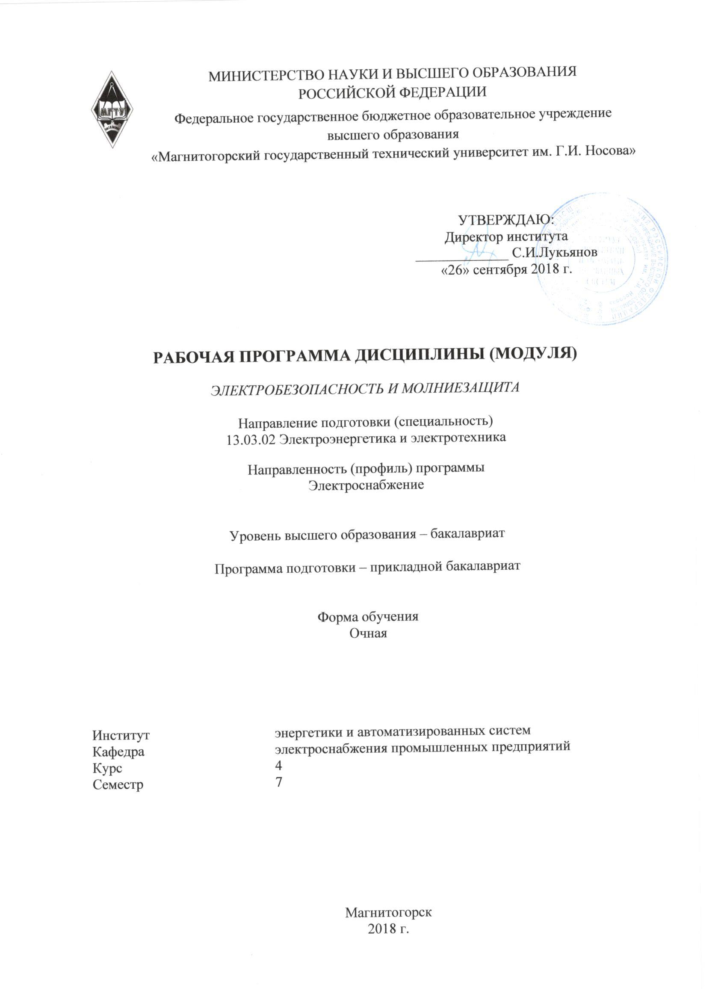 МИНИСТЕРСТВО НАУКИ И ВЫСШЕГО ОБРАЗОВАНИЯ
РОССИЙСКОЙ ФЕДЕРАЦИИ
Федеральное государственное бюджетное образовательное учреждение
высшего образования
«Магнитогорский государственный технический университет им. Г.И. Носова»
МГТУ
УТВЕРЖДАЮ:
Директор института
С.И.Лукьянов
«26» сентября 2018 г.
РАБОЧАЯ ПРОГРАММА ДИСЦИПЛИНЫ (МОДУЛЯ)
ЭЛЕКТРОБЕЗОПАСНОСТЬ И МОЛНИЕЗАЩИТА
Направление подготовки (специальность)
13.03.02 Электроэнергетика и электротехника
Направленность (профиль) программы
Электроснабжение
Уровень высшего образования – бакалавриат
Программа подготовки – прикладной бакалавриат
Форма обучения
Очная
Институт энергетики и автоматизированных систем
Кафедра электроснабжения промышленных предприятий
Курс 4
Семестр 7
Магнитогорск
2018 г.